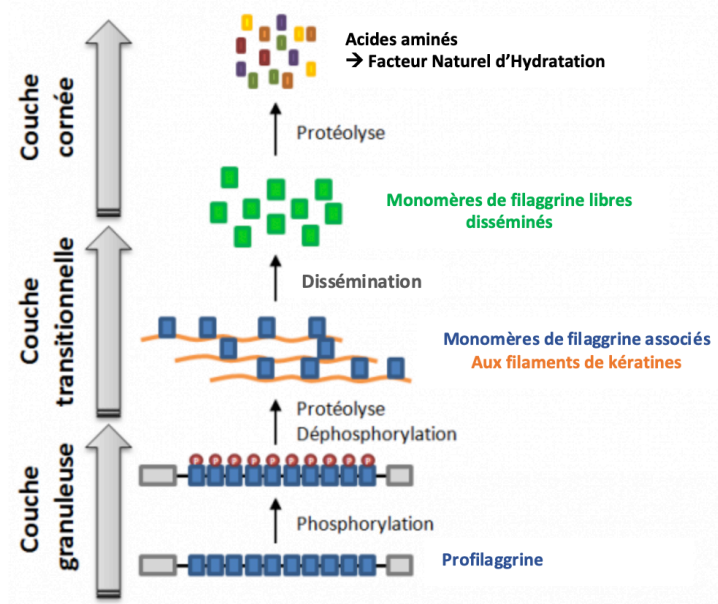 Acides aminés
→ Facteur Naturel d'Hydratation
Couche
cornée
Protéolyse
Monomères de filaggrine libres
disséminés
Dissémination
Couche
transitionnelle
Monomères de filaggrine associés
Aux filaments de kératines
Protéolyse
Déphosphorylation
P P P P P P P P P P
Couche
granuleuse
Phosphorylation
Profilaggrine